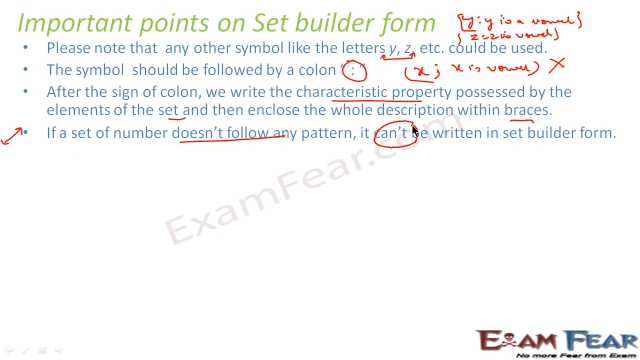 Important points on Set builder form
{y: y is a vowel}
{z:z is vowel}
• Please note that any other symbol like the letters y, z, etc. could be used.
• The symbol should be followed by a colon ":"
(x; x is vowel) X
• After the sign of colon, we write the characteristic property possessed by the
elements of the set and then enclose the whole description within braces.
• If a set of number doesn't follow any pattern, it can't be written in set builder form.
ExamFear.com
EXAM FEAR
No more Fear from Exam